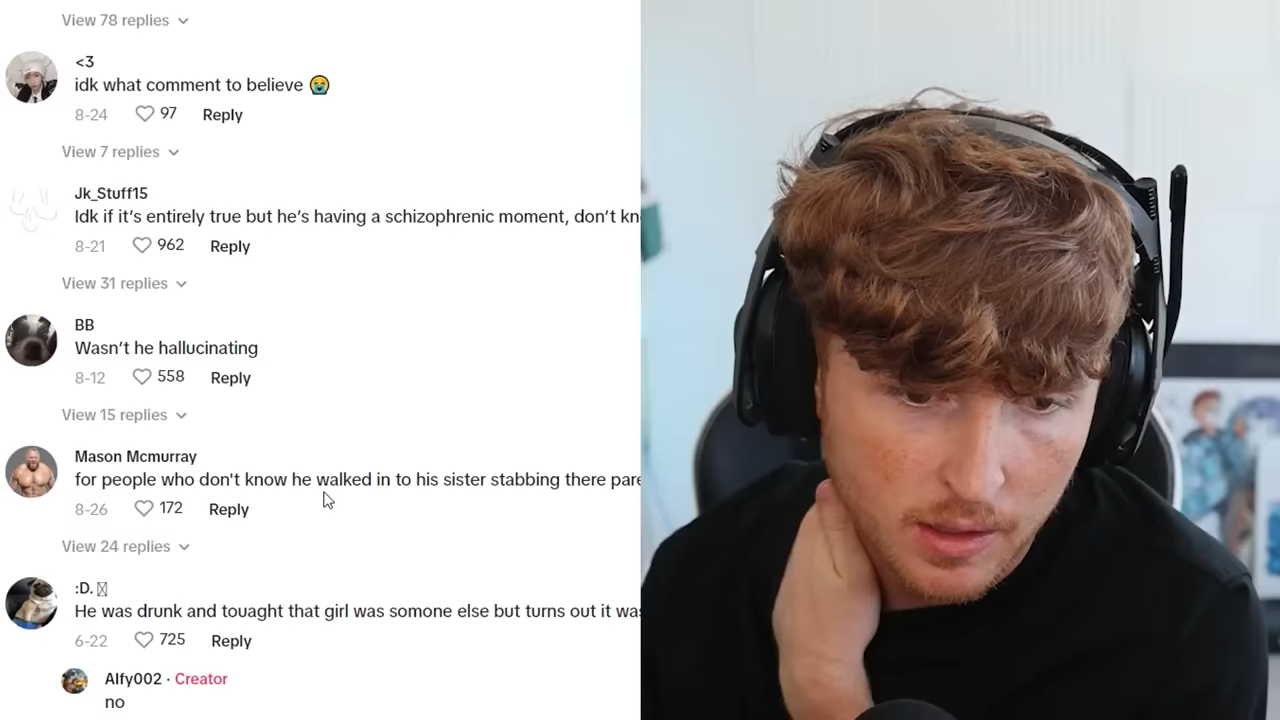 View 78 replies
<3
idk what comment to believe 😭
8-24 97 Reply
View 7 replies
Jk_Stuff15
Idk if it’s entirely true but he’s having a schizophrenic moment, don’t
8-21 962 Reply
View 31 replies
BB
Wasn’t he hallucinating
8-12 558 Reply
View 15 replies
Mason Mcmurray
for people who don't know he walked in to his sister stabbing there
8-26 172 Reply
View 24 replies
:D.
He was drunk and touaght that girl was somone else but turns out it
6-22 725 Reply
Alfy002 · Creator
no